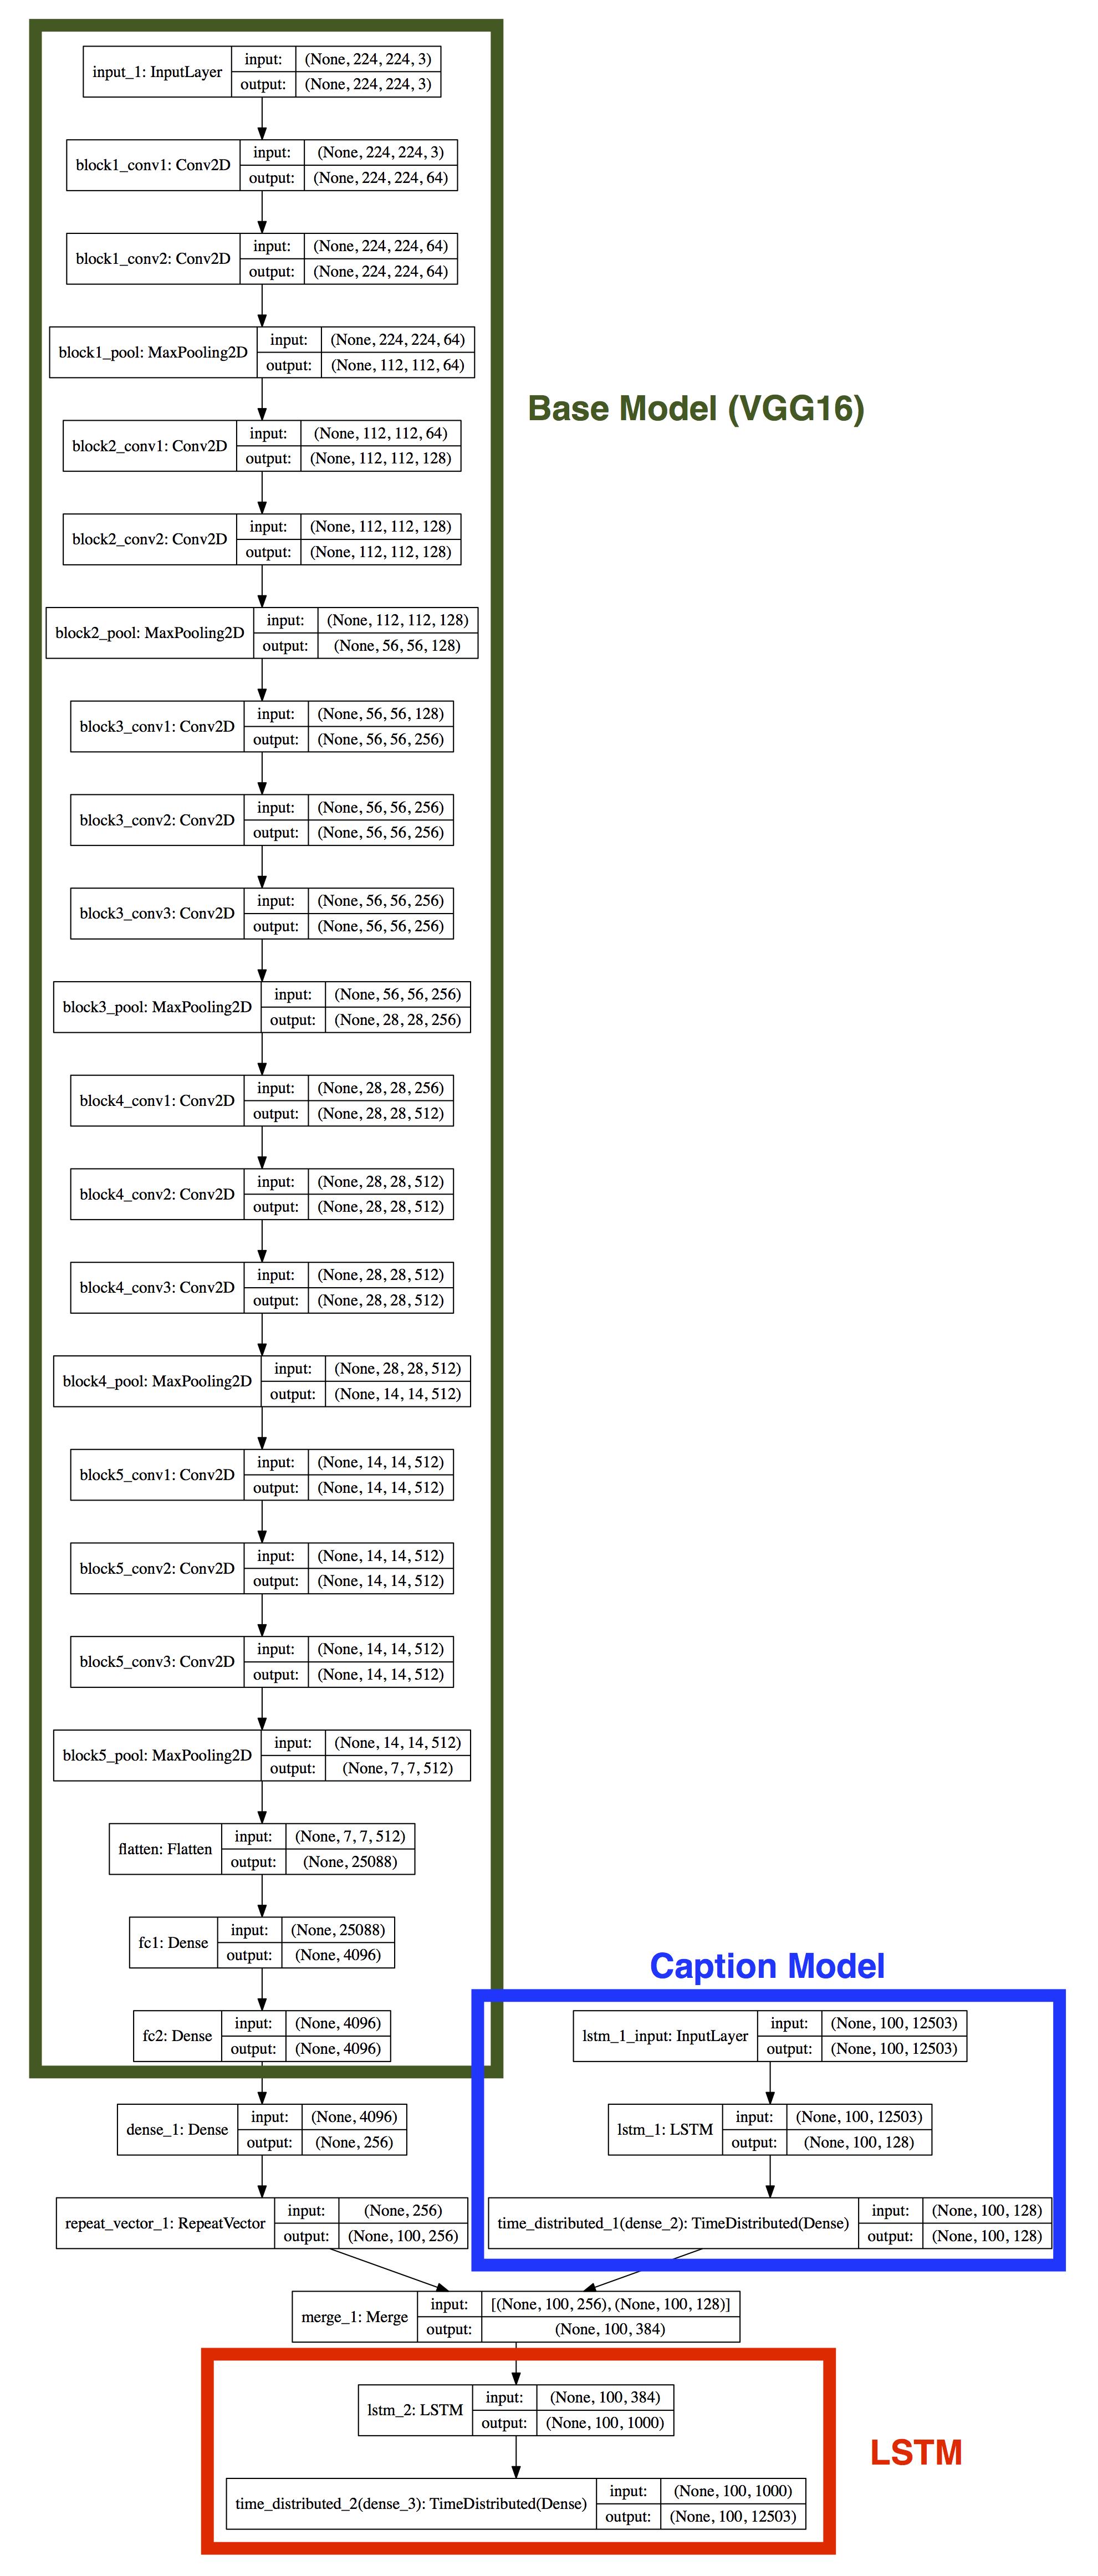 input_1: InputLayer
input: (None, 224, 224, 3)
output: (None, 224, 224, 3)
block1_conv1: Conv2D
input: (None, 224, 224, 3)
output: (None, 224, 224, 64)
block1_conv2: Conv2D
input: (None, 224, 224, 64)
output: (None, 224, 224, 64)
block1_pool: MaxPooling2D
input: (None, 224, 224, 64)
output: (None, 112, 112, 64)
Base Model (VGG16)
block2_conv1: Conv2D
input: (None, 112, 112, 64)
output: (None, 112, 112, 128)
block2_conv2: Conv2D
input: (None, 112, 112, 128)
output: (None, 112, 112, 128)
block2_pool: MaxPooling2D
input: (None, 112, 112, 128)
output: (None, 56, 56, 128)
block3_conv1: Conv2D
input: (None, 56, 56, 128)
output: (None, 56, 56, 256)
block3_conv2: Conv2D
input: (None, 56, 56, 256)
output: (None, 56, 56, 256)
block3_conv3: Conv2D
input: (None, 56, 56, 256)
output: (None, 56, 56, 256)
block3_pool: MaxPooling2D
input: (None, 56, 56, 256)
output: (None, 28, 28, 256)
block4_conv1: Conv2D
input: (None, 28, 28, 256)
output: (None, 28, 28, 512)
block4_conv2: Conv2D
input: (None, 28, 28, 512)
output: (None, 28, 28, 512)
block4_conv3: Conv2D
input: (None, 28, 28, 512)
output: (None, 28, 28, 512)
block4_pool: MaxPooling2D
input: (None, 28, 28, 512)
output: (None, 14, 14, 512)
block5_conv1: Conv2D
input: (None, 14, 14, 512)
output: (None, 14, 14, 512)
block5_conv2: Conv2D
input: (None, 14, 14, 512)
output: (None, 14, 14, 512)
block5_conv3: Conv2D
input: (None, 14, 14, 512)
output: (None, 14, 14, 512)
block5_pool: MaxPooling2D
input: (None, 14, 14, 512)
output: (None, 7, 7, 512)
flatten: Flatten
input: (None, 7, 7, 512)
output: (None, 25088)
fc1: Dense
input: (None, 25088)
output: (None, 4096)
fc2: Dense
input: (None, 4096)
output: (None, 4096)
dense_1: Dense
input: (None, 4096)
output: (None, 256)
repeat_vector_1: RepeatVector
input: (None, 256)
output: (None, 100, 256)
Caption Model
lstm_1_input: InputLayer
input: (None, 100, 12503)
output: (None, 100, 12503)
lstm_1: LSTM
input: (None, 100, 12503)
output: (None, 100, 128)
time_distributed_1(dense_2): TimeDistributed(Dense)
input: (None, 100, 128)
output: (None, 100, 128)
merge_1: Merge
input: [(None, 100, 256), (None, 100, 128)]
output: (None, 100, 384)
lstm_2: LSTM
input: (None, 100, 384)
output: (None, 100, 1000)
LSTM
time_distributed_2(dense_3): TimeDistributed(Dense)
input: (None, 100, 1000)
output: (None, 100, 12503)